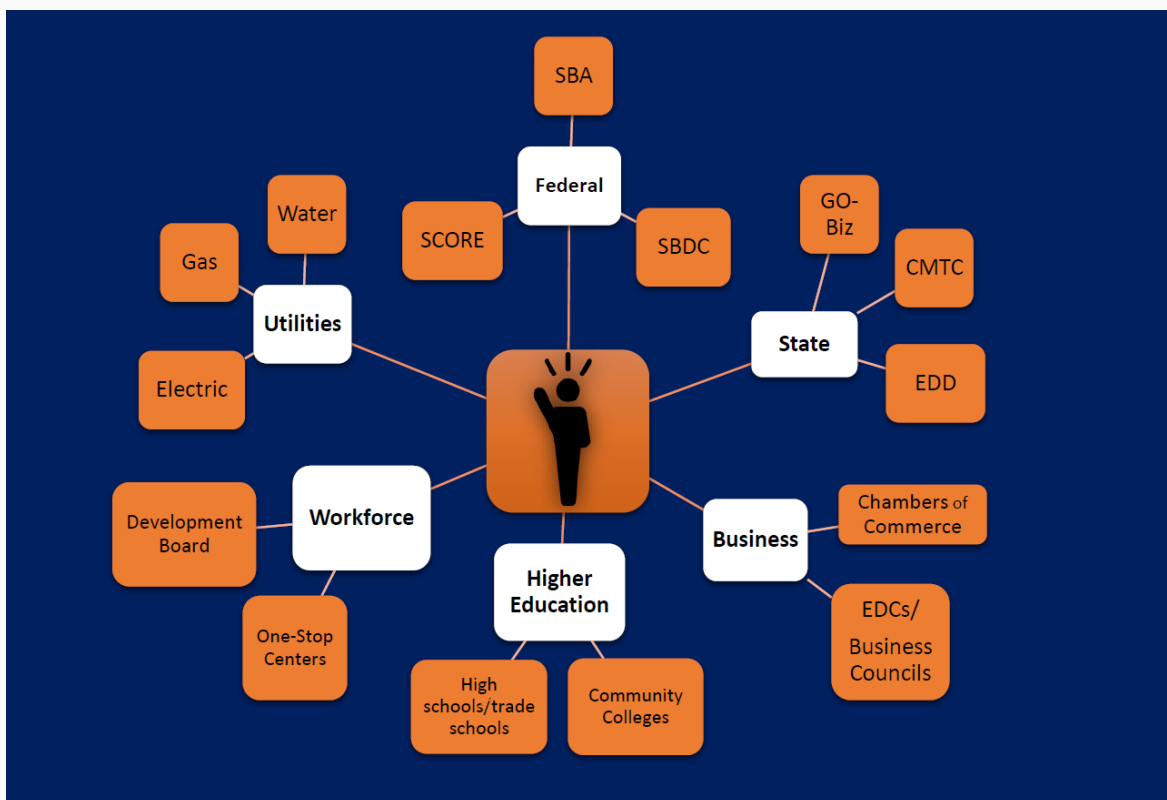 SBA
Federal
SCORE
SBDC
Water
Gas
Utilities
Electric
GO-
Biz
CMTC
State
EDD
Workforce
Development
Board
One-Stop
Centers
Higher
Education
High
schools/trade
schools
Community
Colleges
Business
Chambers of
Commerce
EDCs/
Business
Councils